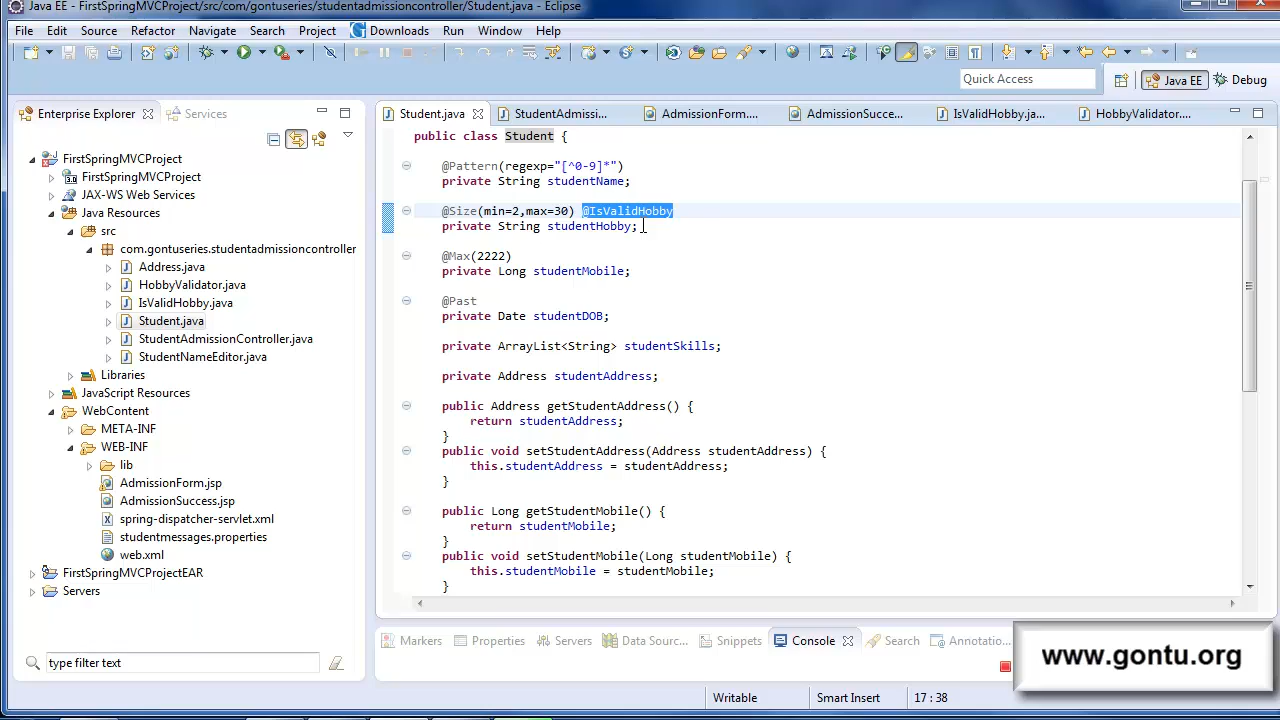 Java EE - FirstSpringMVCProject/src/com/gontuseries/studentadmissioncontroller/Student.java - Eclipse
File Edit Source Refactor Navigate Search Project Downloads Run Window Help
Quick Access
Java EE
Debug
Enterprise Explorer
Services
FirstSpringMVCProject
FirstSpringMVCProject
JAX-WS Web Services
Java Resources
src
com.gontuseries.studentadmissioncontroller
Address.java
HobbyValidator.java
IsValidHobby.java
Student.java
StudentAdmissionController.java
StudentNameEditor.java
Libraries
JavaScript Resources
WebContent
META-INF
WEB-INF
lib
AdmissionForm.jsp
AdmissionSuccess.jsp
spring-dispatcher-servlet.xml
studentmessages.properties
web.xml
FirstSpringMVCProjectEAR
Servers
type filter text
Student.java StudentAdmissi... AdmissionForm.... AdmissionSucce... IsValidHobby.ja... HobbyValidator....
public class Student {
@Pattern(regexp="[^0-9]*")
private String studentName;
@Size(min=2,max=30) @IsValidHobby
private String studentHobby;
@Max(2222)
private Long studentMobile;
@Past
private Date studentDOB;
private ArrayList<String> studentSkills;
private Address studentAddress;
public Address getStudentAddress() {
return studentAddress;
}
public void setStudentAddress(Address studentAddress) {
this.studentAddress = studentAddress;
}
public Long getStudentMobile() {
return studentMobile;
}
public void setStudentMobile(Long studentMobile) {
this.studentMobile = studentMobile;
}
Markers Properties Servers Data Sourc... Snippets Console Search Annotatio...
www.gontu.org
Writable Smart Insert 17 : 38